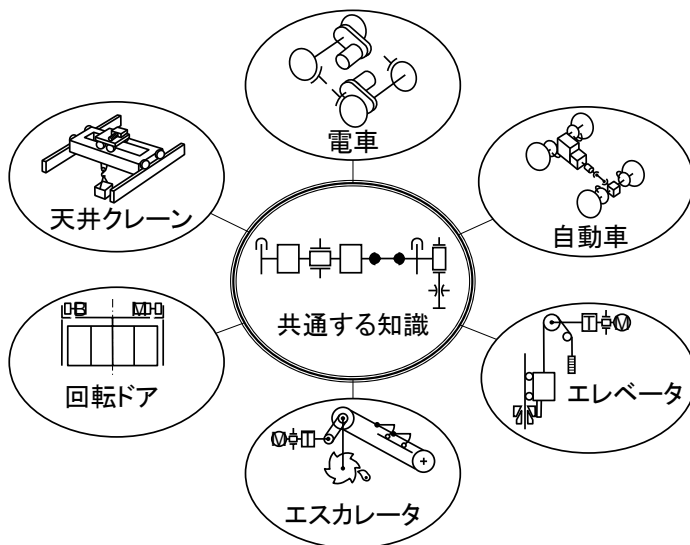 電車
天井クレーン
自動車
共通する知識
B M
回転ドア
T M
エレベータ
M T
エスカレータ